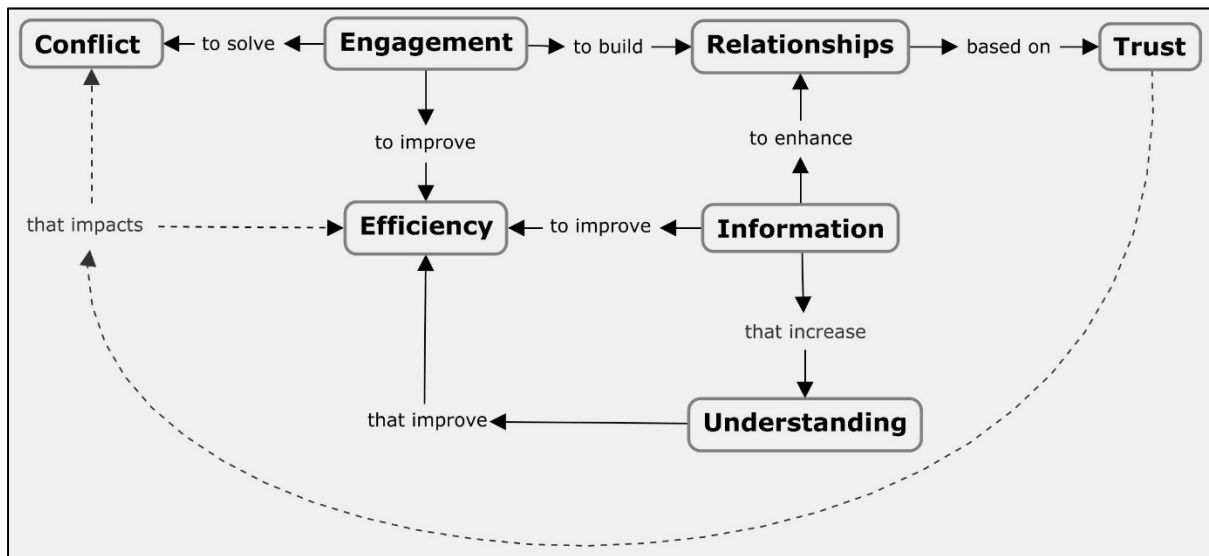 Conflict to solve Engagement to build Relationships based on Trust
to improve to enhance
that impacts Efficiency to improve Information
that increase
that improve Understanding